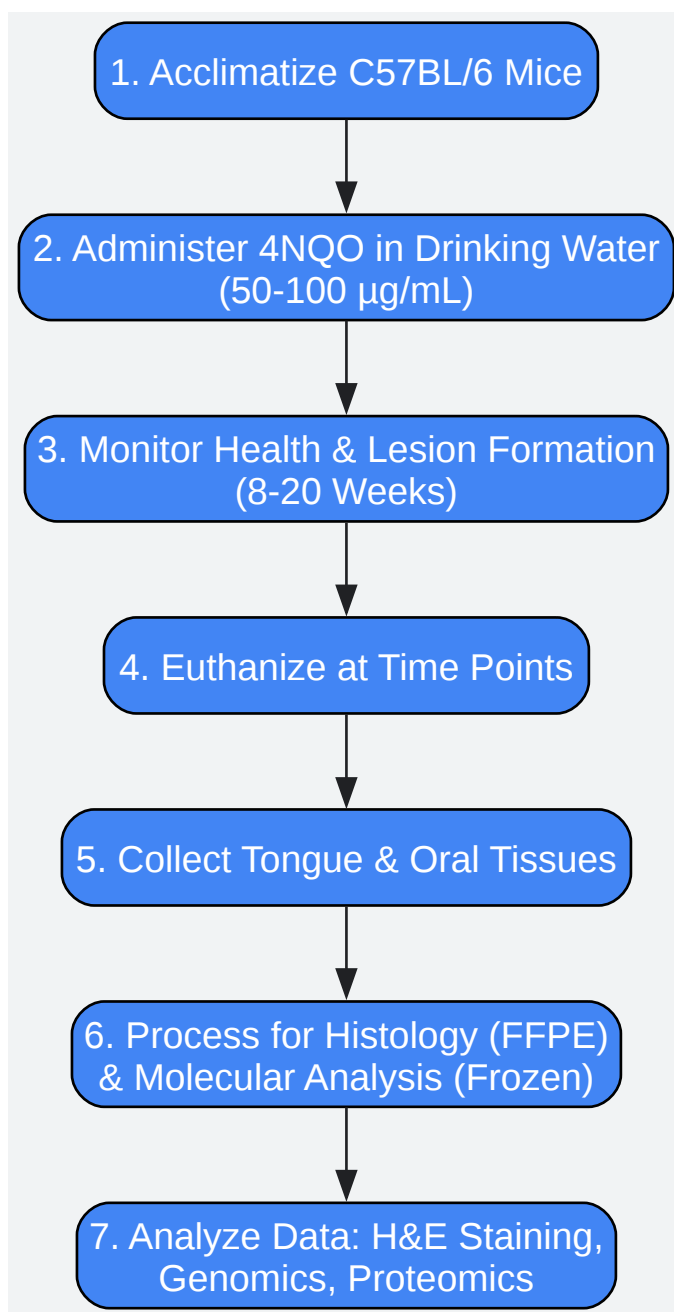 1. Acclimatize C57BL/6 Mice
2. Administer 4NQO in Drinking Water
(50-100 µg/mL)
3. Monitor Health & Lesion Formation
(8-20 Weeks)
4. Euthanize at Time Points
5. Collect Tongue & Oral Tissues
6. Process for Histology (FFPE)
& Molecular Analysis (Frozen)
7. Analyze Data: H&E Staining,
Genomics, Proteomics